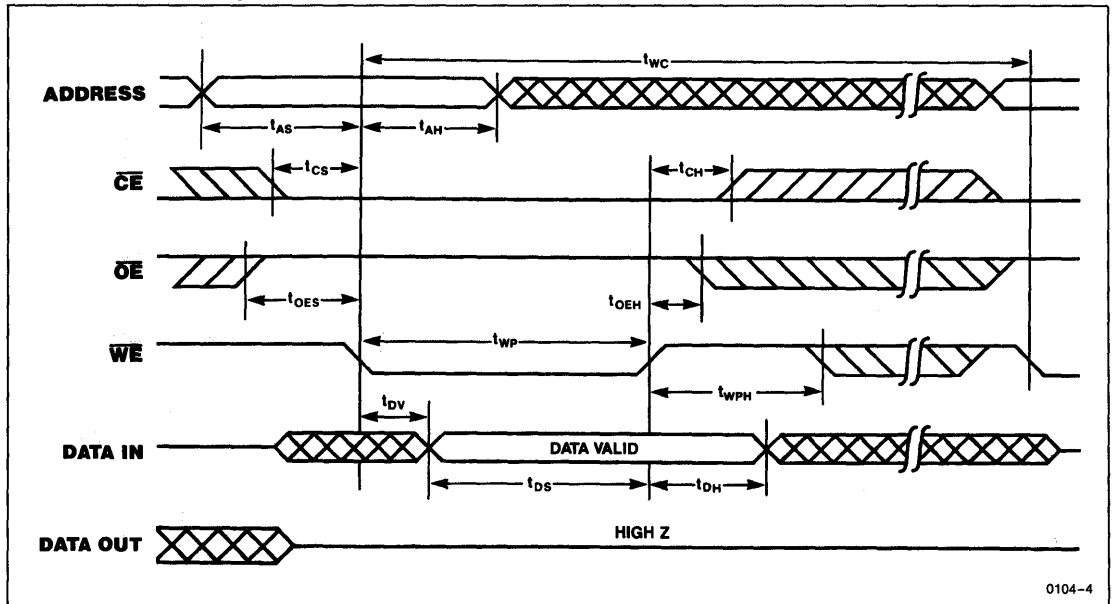 tWC
ADDRESS
tAS
tAH
tCS
tCH
CE
OE
tOES
tOEH
tWP
WE
tWPH
tDV
DATA IN
DATA VALID
tDS
tDH
HIGH Z
DATA OUT
0104-4